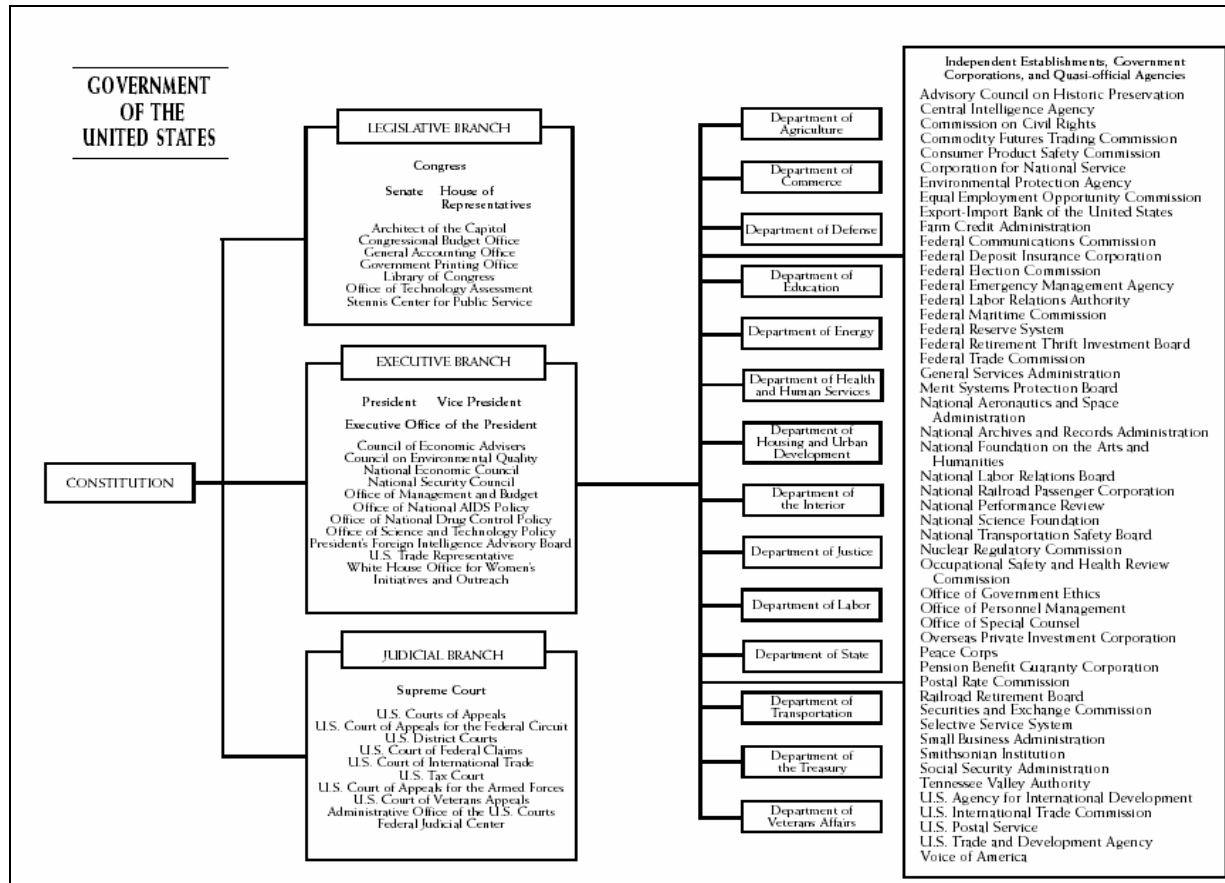 GOVERNMENT
OF THE
UNITED STATES
CONSTITUTION
LEGISLATIVE BRANCH
Congress
Senate House of
Representatives
Architect of the Capitol
Congressional Budget Office
General Accounting Office
Government Printing Office
Library of Congress
Office of Technology Assessment
Stennis Center for Public Service
EXECUTIVE BRANCH
President Vice President
Executive Office of the President
Council of Economic Advisers
Council on Environmental Quality
National Economic Council
National Security Council
Office of Management and Budget
Office of National AIDS Policy
Office of National Drug Control Policy
Office of Science and Technology Policy
President's Foreign Intelligence Advisory Board
U.S. Trade Representative
White House Office for Women's
Initiatives and Outreach
JUDICIAL BRANCH
Supreme Court
U.S. Courts of Appeals
U.S. Court of Appeals for the Federal Circuit
U.S. District Courts
U.S. Court of Federal Claims
U.S. Court of International Trade
U.S. Tax Court
U.S. Court of Appeals for the Armed Forces
U.S. Court of Veterans Appeals
Administrative Office of the U.S. Courts
Federal Judicial Center
Department of
Agriculture
Department of
Commerce
Department of Defense
Department of
Education
Department of Energy
Department of Health
and Human Services
Department of
Housing and Urban
Development
Department of
the Interior
Department of Justice
Department of Labor
Department of State
Department of
Transportation
Department of
the Treasury
Department of
Veterans Affairs
Independent Establishments, Government
Corporations, and Quasi-official Agencies
Advisory Council on Historic Preservation
Central Intelligence Agency
Commission on Civil Rights
Commodity Futures Trading Commission
Consumer Product Safety Commission
Corporation for National Service
Environmental Protection Agency
Equal Employment Opportunity Commission
Export-Import Bank of the United States
Farm Credit Administration
Federal Communications Commission
Federal Deposit Insurance Corporation
Federal Election Commission
Federal Emergency Management Agency
Federal Labor Relations Authority
Federal Maritime Commission
Federal Reserve System
Federal Retirement Thrift Investment Board
Federal Trade Commission
General Services Administration
Merit Systems Protection Board
National Aeronautics and Space
Administration
National Archives and Records Administration
National Foundation on the Arts and
Humanities
National Labor Relations Board
National Railroad Passenger Corporation
National Performance Review
National Science Foundation
National Transportation Safety Board
Nuclear Regulatory Commission
Occupational Safety and Health Review
Commission
Office of Government Ethics
Office of Personnel Management
Office of Special Counsel
Overseas Private Investment Corporation
Peace Corps
Pension Benefit Guaranty Corporation
Postal Rate Commission
Railroad Retirement Board
Securities and Exchange Commission
Selective Service System
Small Business Administration
Smithsonian Institution
Social Security Administration
Tennessee Valley Authority
U.S. Agency for International Development
U.S. International Trade Commission
U.S. Postal Service
U.S. Trade and Development Agency
Voice of America